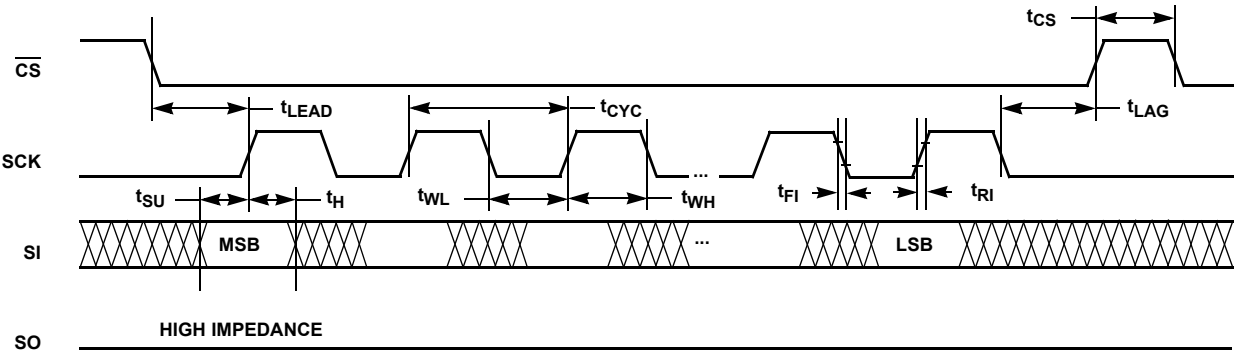 tCS
CS
tLEAD
tCYC
tLAG
SCK
...
tSU
tH
tWL
tWH
tFI
tRI
SI
MSB
...
LSB
HIGH IMPEDANCE
SO